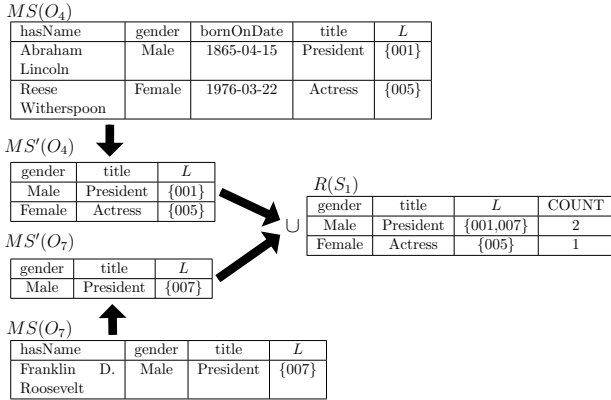 MS(O4)
hasName gender bornOnDate title L
Abraham Lincoln Male 1865-04-15 President {001}
Reese Witherspoon Female 1976-03-22 Actress {005}
MS′(O4)
gender title L
Male President {001}
Female Actress {005}
MS′(O7)
gender title L
Male President {007}
MS(O7)
hasName gender title L
Franklin D. Roosevelt Male President {007}
∪
R(S1)
gender title L COUNT
Male President {001,007} 2
Female Actress {005} 1